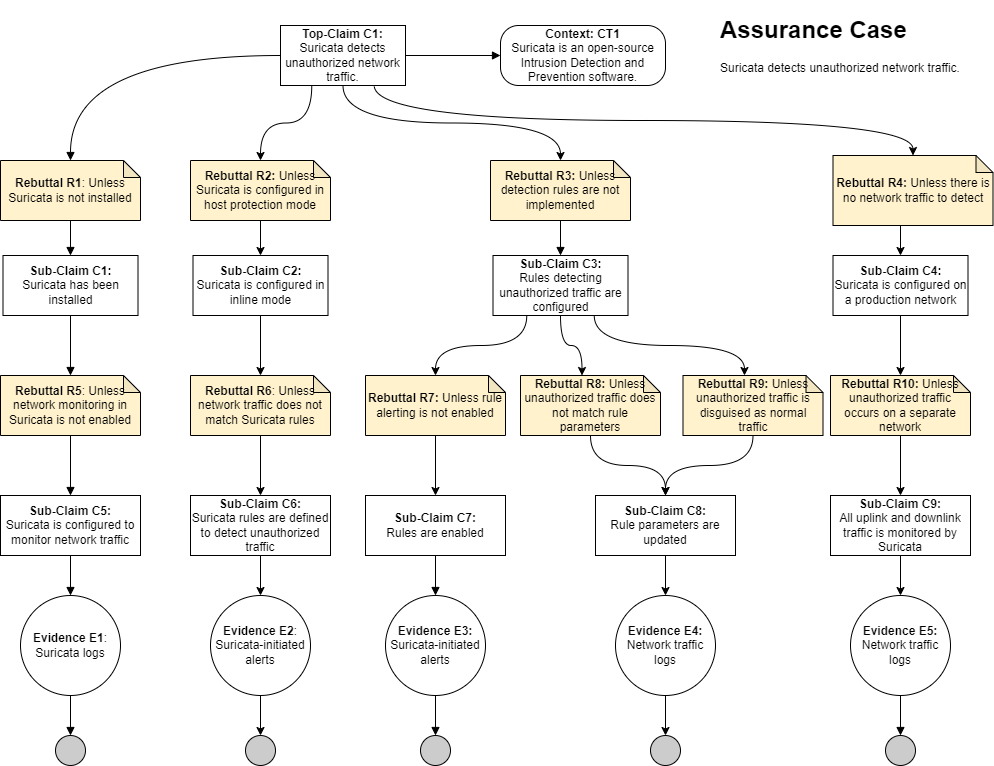 Assurance Case
Suricata detects unauthorized network traffic.
Top-Claim C1:
Suricata detects
unauthorized network
traffic.
Context: CT1
Suricata is an open-source
Intrusion Detection and
Prevention software.
Rebuttal R1: Unless
Suricata is not installed
Rebuttal R2: Unless
Suricata is configured in
host protection mode
Rebuttal R3: Unless
detection rules are not
implemented
Rebuttal R4: Unless there is
no network traffic to detect
Sub-Claim C1:
Suricata has been
installed
Sub-Claim C2:
Suricata is configured in
inline mode
Sub-Claim C3:
Rules detecting
unauthorized traffic are
configured
Sub-Claim C4:
Suricata is configured on
a production network
Rebuttal R5: Unless
network monitoring in
Suricata is not enabled
Rebuttal R6: Unless
network traffic does not
match Suricata rules
Rebuttal R7: Unless rule
alerting is not enabled
Rebuttal R8: Unless
unauthorized traffic does
not match rule
parameters
Rebuttal R9: Unless
unauthorized traffic is
disguised as normal
traffic
Rebuttal R10: Unless
unauthorized traffic
occurs on a separate
network
Sub-Claim C5:
Suricata is configured to
monitor network traffic
Sub-Claim C6:
Suricata rules are defined
to detect unauthorized
traffic
Sub-Claim C7:
Rules are enabled
Sub-Claim C8:
Rule parameters are
updated
Sub-Claim C9:
All uplink and downlink
traffic is monitored by
Suricata
Evidence E1:
Suricata logs
Evidence E2:
Suricata-initiated
alerts
Evidence E3:
Suricata-initiated
alerts
Evidence E4:
Network traffic
logs
Evidence E5:
Network traffic
logs